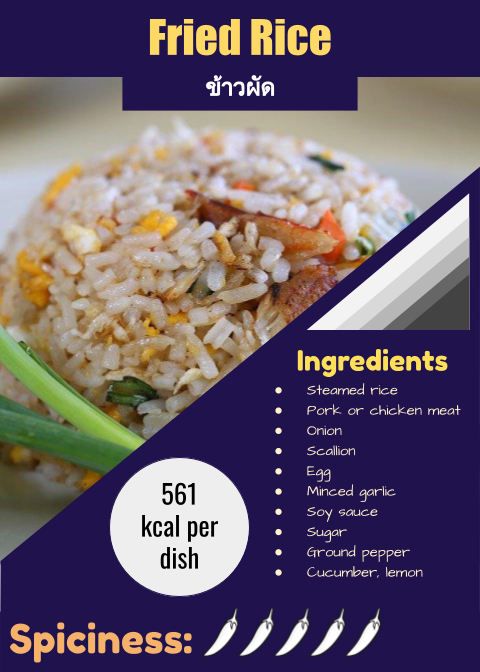 Fried Rice
ข้าวผัด
Ingredients
Steamed rice
Pork or chicken meat
Onion
Scallion
Egg
Minced garlic
Soy sauce
Sugar
Ground pepper
Cucumber, lemon
561
kcal per
dish
Spiciness: